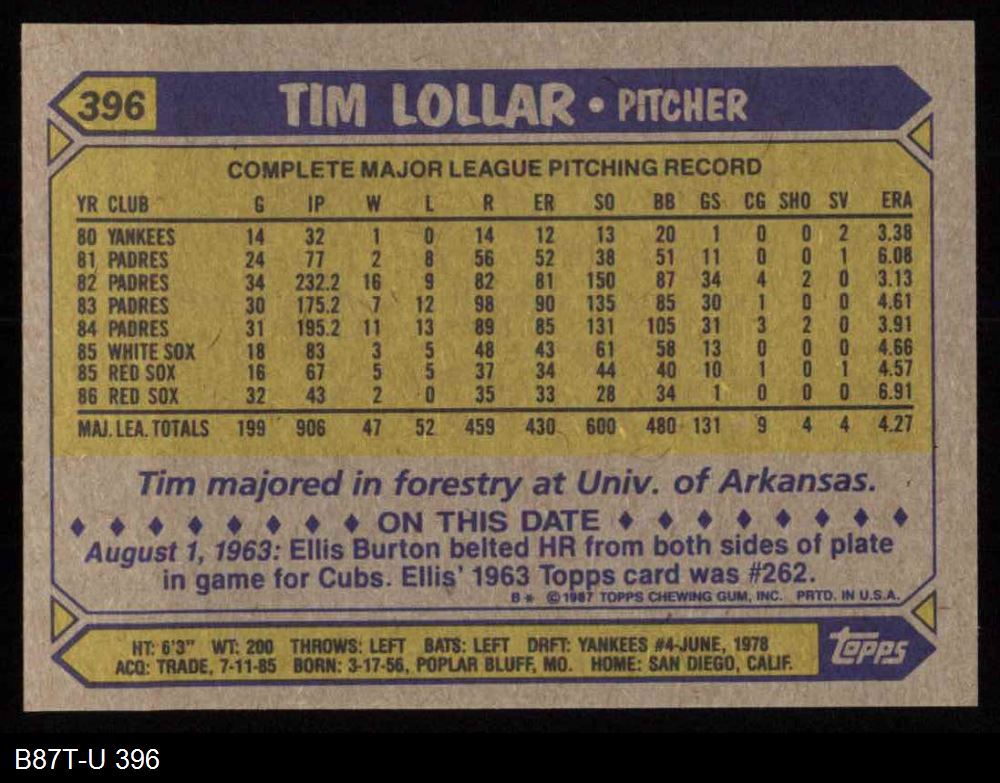 396 TIM LOLLAR • PITCHER
COMPLETE MAJOR LEAGUE PITCHING RECORD
YR CLUB G IP W L R ER SO BB GS CG SHO SV ERA
80 YANKEES 14 32 1 0 14 12 13 20 1 0 0 2 3.38
81 PADRES 24 77 2 8 56 52 38 51 11 0 0 1 6.08
82 PADRES 34 232.2 16 9 82 81 150 87 34 4 2 0 3.13
83 PADRES 30 175.2 7 12 98 90 135 85 30 1 0 0 4.61
84 PADRES 31 195.2 11 13 89 85 131 105 31 3 2 0 3.91
85 WHITE SOX 18 83 3 5 48 43 61 58 13 0 0 0 4.66
85 RED SOX 16 67 5 5 37 34 44 40 10 1 0 1 4.57
86 RED SOX 32 43 2 0 35 33 28 34 1 0 0 0 6.91
MAJ. LEA. TOTALS 199 906 47 52 459 430 600 480 131 9 4 4 4.27
Tim majored in forestry at Univ. of Arkansas.
♦ ♦ ♦ ♦ ♦ ♦ ♦ ♦ ON THIS DATE ♦ ♦ ♦ ♦ ♦ ♦ ♦ ♦
August 1, 1963: Ellis Burton belted HR from both sides of plate
in game for Cubs. Ellis' 1963 Topps card was #262.
B* ©1987 TOPPS CHEWING GUM, INC. PRTD. IN U.S.A.
HT: 6'3" WT: 200 THROWS: LEFT BATS: LEFT DRFT: YANKEES #4-JUNE, 1978
ACQ: TRADE, 7-11-85 BORN: 3-17-56, POPLAR BLUFF, MO. HOME: SAN DIEGO, CALIF.
topps
B87T-U 396